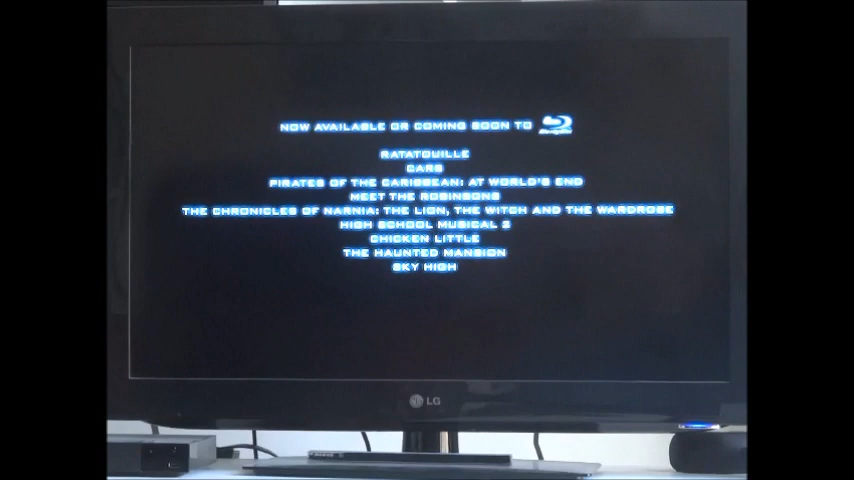 NOW AVAILABLE OR COMING SOON TO
RATATOUILLE
CARS
PIRATES OF THE CARIBBEAN: AT WORLD'S END
MEET THE ROBINSONS
THE CHRONICLES OF NARNIA: THE LION, THE WITCH AND THE WARDROBE
HIGH SCHOOL MUSICAL 2
CHICKEN LITTLE
THE HAUNTED MANSION
SKY HIGH
LG